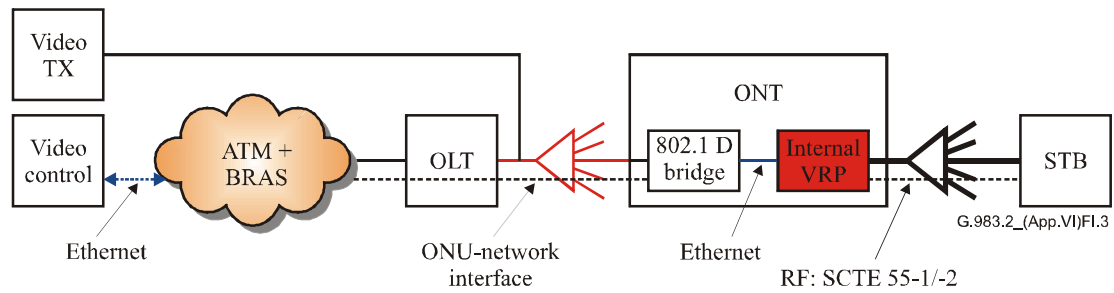 Video
TX
Video
control
ATM +
BRAS
OLT
ONT
802.1 D
bridge
Internal
VRP
STB
G.983.2_(App.VI)FI.3
Ethernet
ONU-network
interface
Ethernet
RF: SCTE 55-1/-2